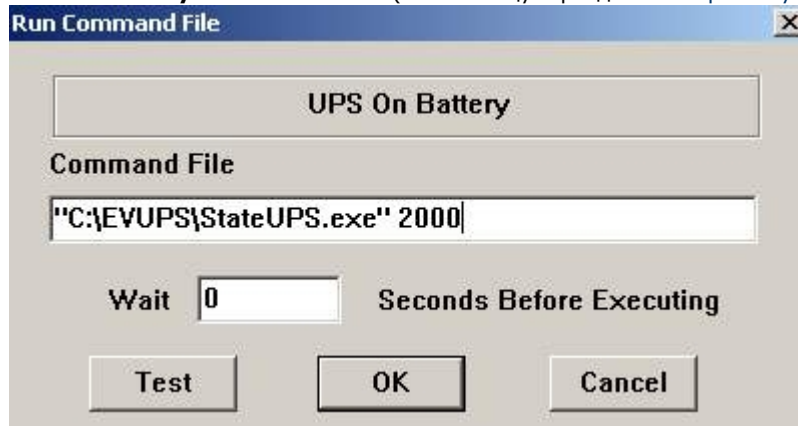 Run Command File
UPS On Battery
Command File
"C:\EVUPS\StateUPS.exe" 2000
Wait 0 Seconds Before Executing
Test OK Cancel